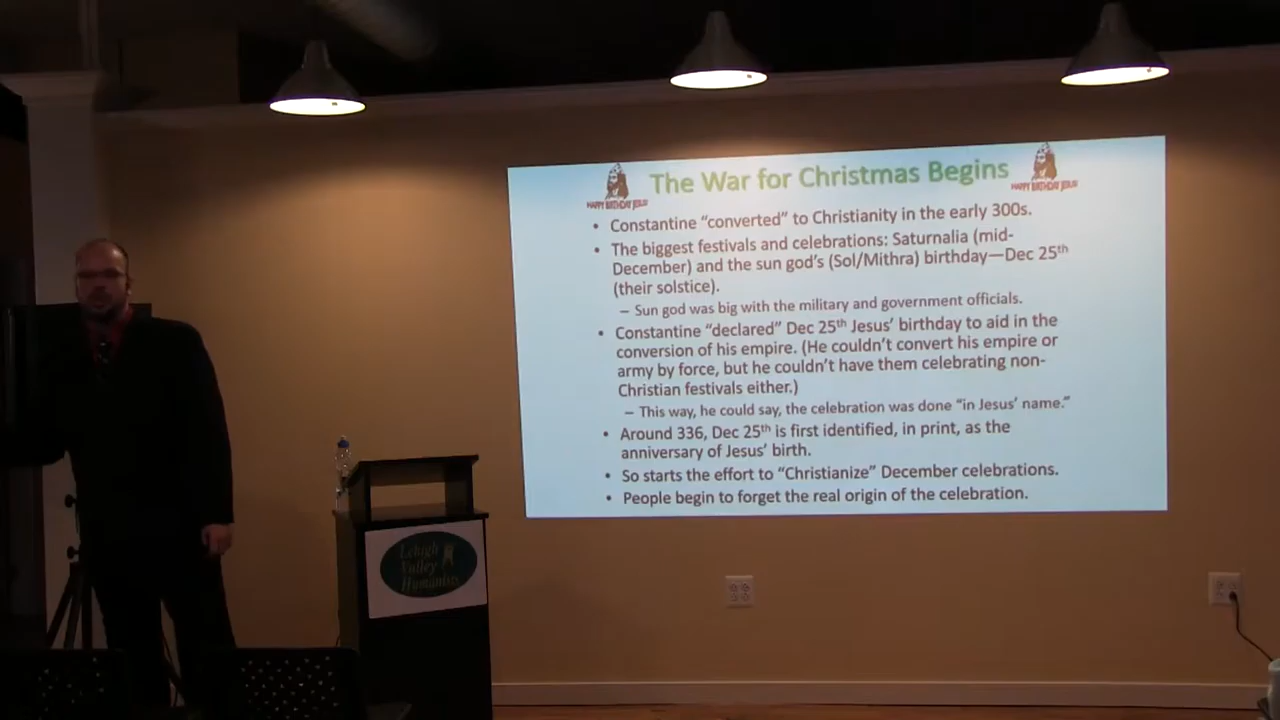 The War for Christmas Begins
HAPPY BIRTHDAY JESUS
HAPPY BIRTHDAY JESUS
• Constantine “converted” to Christianity in the early 300s.
• The biggest festivals and celebrations: Saturnalia (mid-
December) and the sun god’s (Sol/Mithra) birthday—Dec 25th
(their solstice).
– Sun god was big with the military and government officials.
• Constantine “declared” Dec 25th Jesus’ birthday to aid in the
conversion of his empire. (He couldn’t convert his empire or
army by force, but he couldn’t have them celebrating non-
Christian festivals either.)
– This way, he could say, the celebration was done “in Jesus’ name.”
• Around 336, Dec 25th is first identified, in print, as the
anniversary of Jesus’ birth.
• So starts the effort to “Christianize” December celebrations.
• People begin to forget the real origin of the celebration.
Lehigh
Valley
Humanists